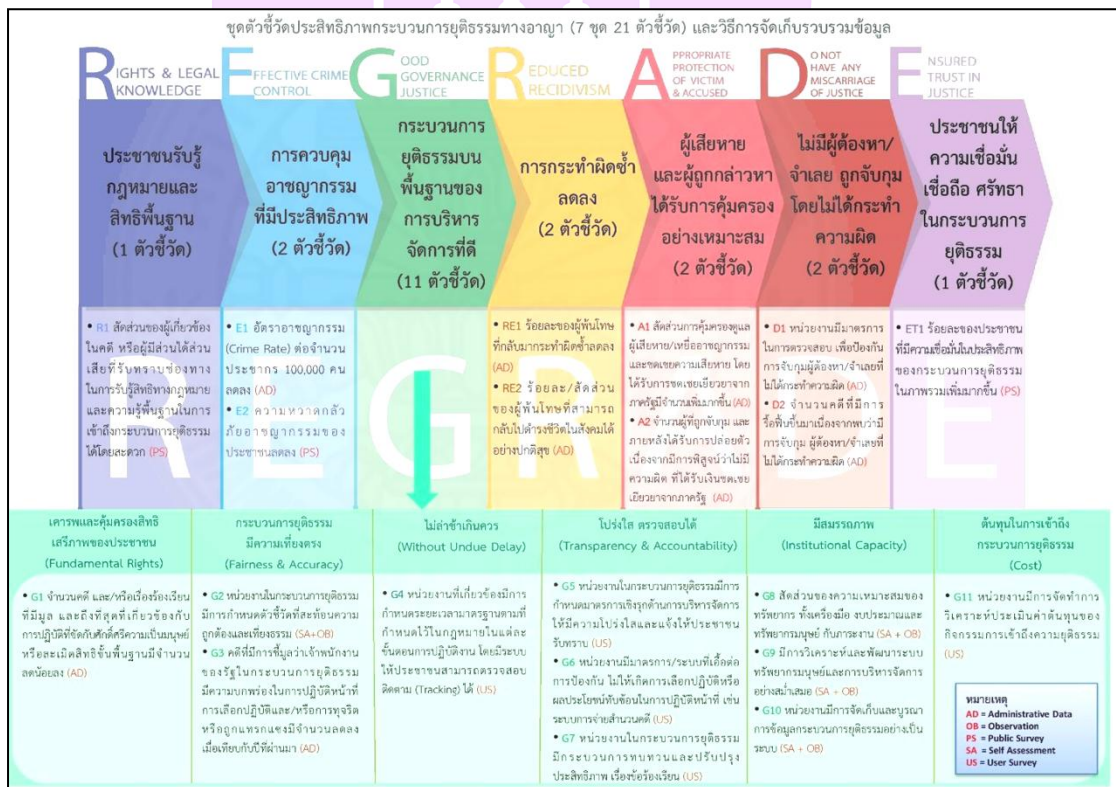 ชุดตัวชี้วัดประสิทธิภาพกระบวนการยุติธรรมทางอาญา (7 ชุด 21 ตัวชี้วัด) และวิธีการจัดเก็บรวบรวมข้อมูล
RIGHTS & LEGAL
KNOWLEDGE
EFFECTIVE CRIME
CONTROL
GOOD
GOVERNANCE
JUSTICE
REDUCED
RECIDIVISM
APPROPRIATE
PROTECTION
OF VICTIM
& ACCUSED
DO NOT
HAVE ANY
MISCARRIAGE
OF JUSTICE
ENSURED
TRUST IN
JUSTICE
ประชาชนรับรู้
กฎหมายและ
สิทธิพื้นฐาน
(1 ตัวชี้วัด)
การควบคุม
อาชญากรรม
ที่มีประสิทธิภาพ
(2 ตัวชี้วัด)
กระบวนการ
ยุติธรรมบน
พื้นฐานของ
การบริหาร
จัดการที่ดี
(11 ตัวชี้วัด)
การกระทำผิดซ้ำ
ลดลง
(2 ตัวชี้วัด)
ผู้เสียหาย
และผู้ถูกกล่าวหา
ได้รับการคุ้มครอง
อย่างเหมาะสม
(2 ตัวชี้วัด)
ไม่มีผู้ต้องหา/
จำเลย ถูกจับกุม
โดยไม่ได้กระทำ
ความผิด
(2 ตัวชี้วัด)
ประชาชนให้
ความเชื่อมั่น
เชื่อถือ ศรัทธา
ในกระบวนการ
ยุติธรรม
(1 ตัวชี้วัด)
• R1 สัดส่วนของผู้เกี่ยวข้อง
ในคดี หรือผู้มีส่วนได้ส่วน
เสียที่รับทราบช่องทาง
ในการรับรู้สิทธิทางกฎหมาย
และความรู้พื้นฐานในการ
เข้าถึงกระบวนการยุติธรรม
ได้โดยสะดวก (PS)
• E1 อัตราอาชญากรรม
(Crime Rate) ต่อจำนวน
ประชากร 100,000 คน
ลดลง (AD)
• E2 ความหวาดกลัว
ภัยอาชญากรรมของ
ประชาชนลดลง (PS)
• RE1 ร้อยละของผู้พ้นโทษ
ที่กลับมากระทำผิดซ้ำลดลง
(AD)
• RE2 ร้อยละ/สัดส่วน
ของผู้พ้นโทษที่สามารถ
กลับไปดำรงชีวิตในสังคมได้
อย่างปกติสุข (AD)
• A1 สัดส่วนการคุ้มครองดูแล
ผู้เสียหาย/เหยื่ออาชญากรรม
และชดเชยความเสียหาย โดย
ได้รับการชดเชยเยียวยาจาก
ภาครัฐมีจำนวนเพิ่มมากขึ้น (AD)
• A2 จำนวนผู้ที่ถูกจับกุม และ
ภายหลังได้รับการปล่อยตัว
เนื่องจากมีการพิสูจน์ว่าไม่มี
ความผิด ที่ได้รับเงินชดเชย
เยียวยาจากภาครัฐ (AD)
• D1 หน่วยงานมีมาตรการ
ในการตรวจสอบ เพื่อป้องกัน
การจับกุมผู้ต้องหา/จำเลยที่
ไม่ได้กระทำความผิด (AD)
• D2 จำนวนคดีที่มีการ
รื้อฟื้นขึ้นมาเนื่องจากพบว่ามี
การจับกุม ผู้ต้องหา/จำเลยที่
ไม่ได้กระทำความผิด (AD)
• ET1 ร้อยละของประชาชน
ที่มีความเชื่อมั่นในประสิทธิภาพ
ของกระบวนการยุติธรรม
ในภาพรวมเพิ่มมากขึ้น (PS)
REGRADE
เคารพและคุ้มครองสิทธิ
เสรีภาพของประชาชน
(Fundamental Rights)
• G1 จำนวนคดี และ/หรือเรื่องร้องเรียน
ที่มีมูล และถึงที่สุดที่เกี่ยวข้องกับ
การปฏิบัติที่ขัดกับศักดิ์ศรีความเป็นมนุษย์
หรือละเมิดสิทธิขั้นพื้นฐานมีจำนวน
ลดน้อยลง (AD)
กระบวนการยุติธรรม
มีความเที่ยงตรง
(Fairness & Accuracy)
• G2 หน่วยงานในกระบวนการยุติธรรม
มีการกำหนดตัวชี้วัดที่สะท้อนความ
ถูกต้องและเที่ยงธรรม (SA+OB)
• G3 คดีที่มีการชี้มูลว่าเจ้าพนักงาน
ของรัฐในกระบวนการยุติธรรม
มีความบกพร่องในการปฏิบัติหน้าที่
การเลือกปฏิบัติและ/หรือการทุจริต
หรือถูกแทรกแซงมีจำนวนลดลง
เมื่อเทียบกับปีที่ผ่านมา (AD)
ไม่ล่าช้าเกินควร
(Without Undue Delay)
• G4 หน่วยงานที่เกี่ยวข้องมีการ
กำหนดระยะเวลามาตรฐานตามที่
กำหนดไว้ในกฎหมายในแต่ละ
ขั้นตอนการปฏิบัติงาน โดยมีระบบ
ให้ประชาชนสามารถตรวจสอบ
ติดตาม (Tracking) ได้ (US)
โปร่งใส ตรวจสอบได้
(Transparency & Accountability)
• G5 หน่วยงานในกระบวนการยุติธรรมมีการ
กำหนดมาตรการเชิงรุกด้านการบริหารจัดการ
ให้มีความโปร่งใสและแจ้งให้ประชาชน
รับทราบ (US)
• G6 หน่วยงานมีมาตรการ/ระบบที่เอื้อต่อ
การป้องกัน ไม่ให้เกิดการเลือกปฏิบัติหรือ
ผลประโยชน์ทับซ้อนในการปฏิบัติหน้าที่ เช่น
ระบบการจ่ายสำนวนคดี (US)
• G7 หน่วยงานในกระบวนการยุติธรรม
มีกระบวนการทบทวนและปรับปรุง
ประสิทธิภาพ เรื่องข้อร้องเรียน (US)
มีสมรรถภาพ
(Institutional Capacity)
• G8 สัดส่วนของความเหมาะสมของ
ทรัพยากร ทั้งเครื่องมือ งบประมาณและ
ทรัพยากรมนุษย์ กับภาระงาน (SA + OB)
• G9 มีการวิเคราะห์และพัฒนาระบบ
ทรัพยากรมนุษย์และการบริหารจัดการ
อย่างสม่ำเสมอ (SA + OB)
• G10 หน่วยงานมีการจัดเก็บและบูรณา
การข้อมูลกระบวนการยุติธรรมอย่างเป็น
ระบบ (SA + OB)
ต้นทุนในการเข้าถึง
กระบวนการยุติธรรม
(Cost)
• G11 หน่วยงานมีการจัดทำการ
วิเคราะห์ประเมินค่าต้นทุนของ
กิจกรรมการเข้าถึงความยุติธรรม
(US)
หมายเหตุ
AD = Administrative Data
OB = Observation
PS = Public Survey
SA = Self Assessment
US = User Survey